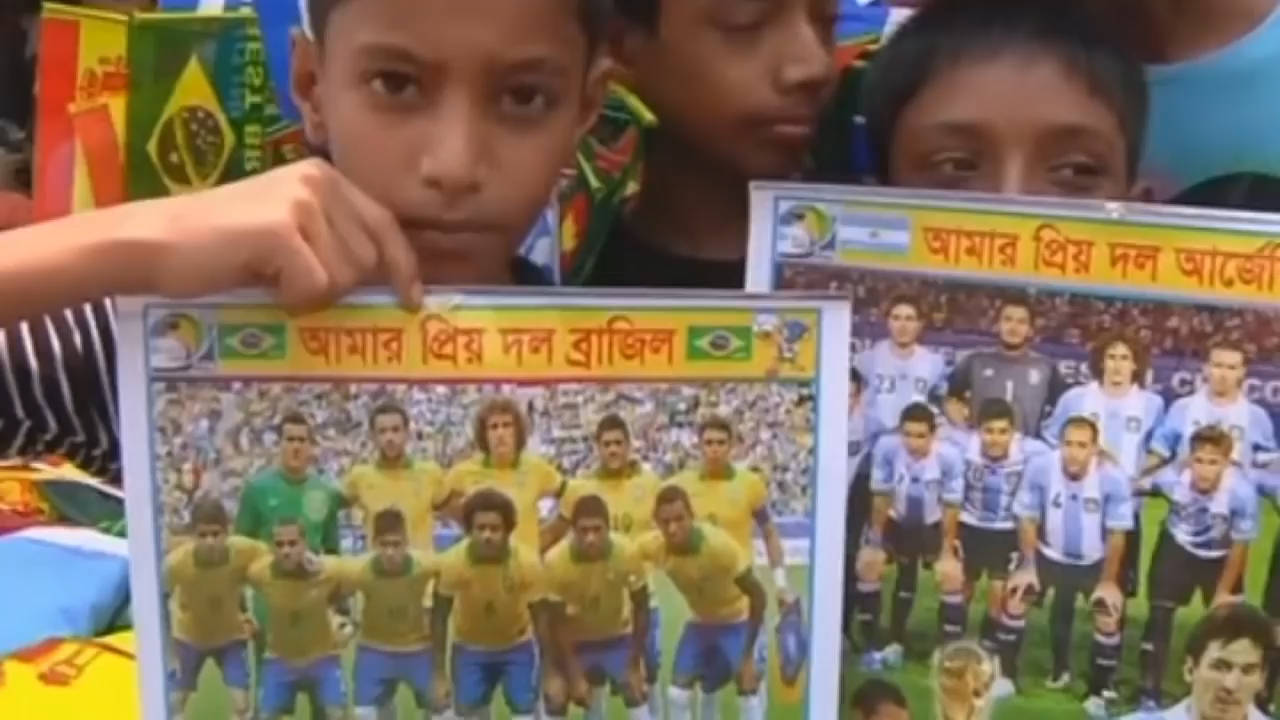 আমার প্রিয় দল ব্রাজিল
আমার প্রিয় দল আর্জে